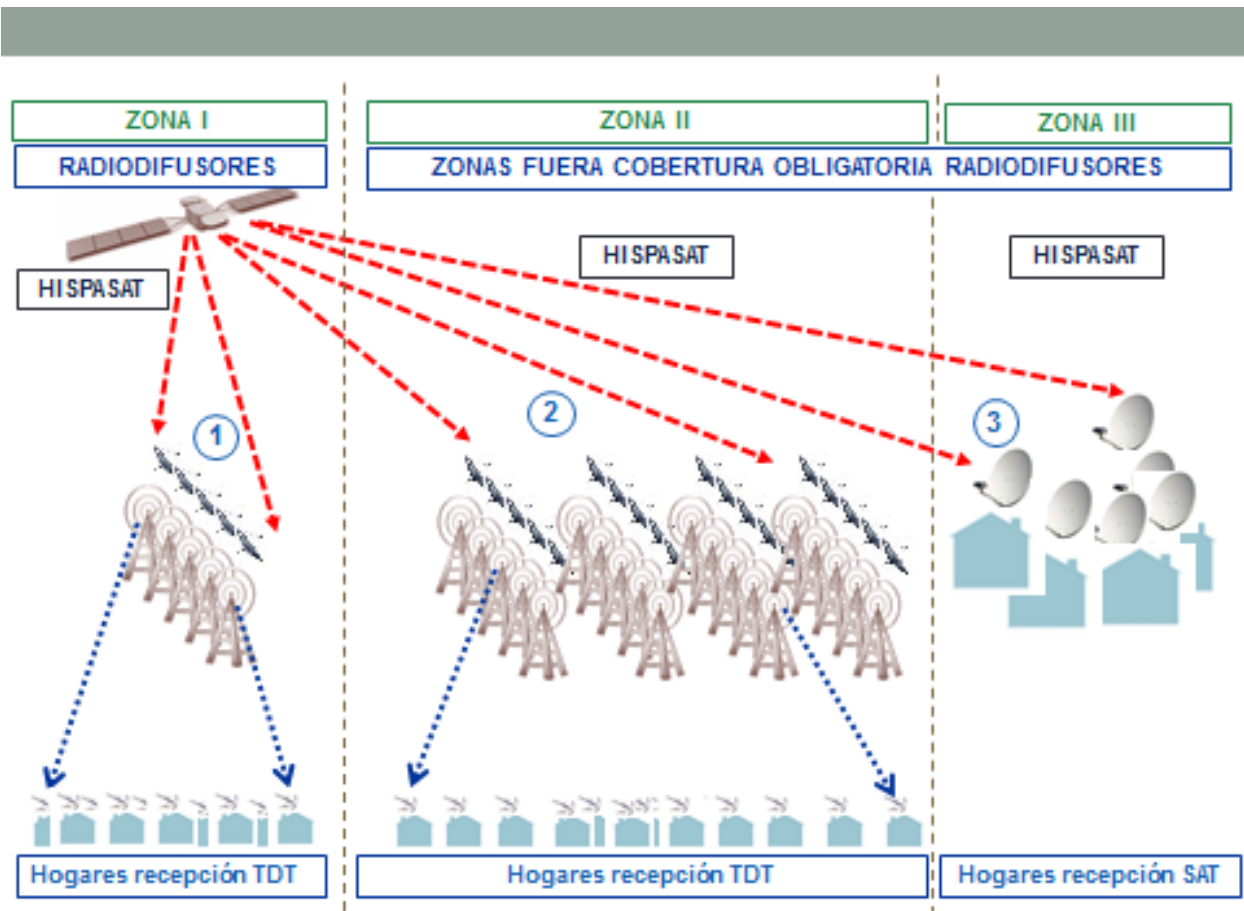 ZONA I
ZONA II
ZONA III
RADIODIFUSORES
ZONAS FUERA COBERTURA OBLIGATORIA RADIODIFUSORES
HISPASAT
HISPASAT
HISPASAT
1
2
3
Hogares recepción TDT
Hogares recepción TDT
Hogares recepción SAT